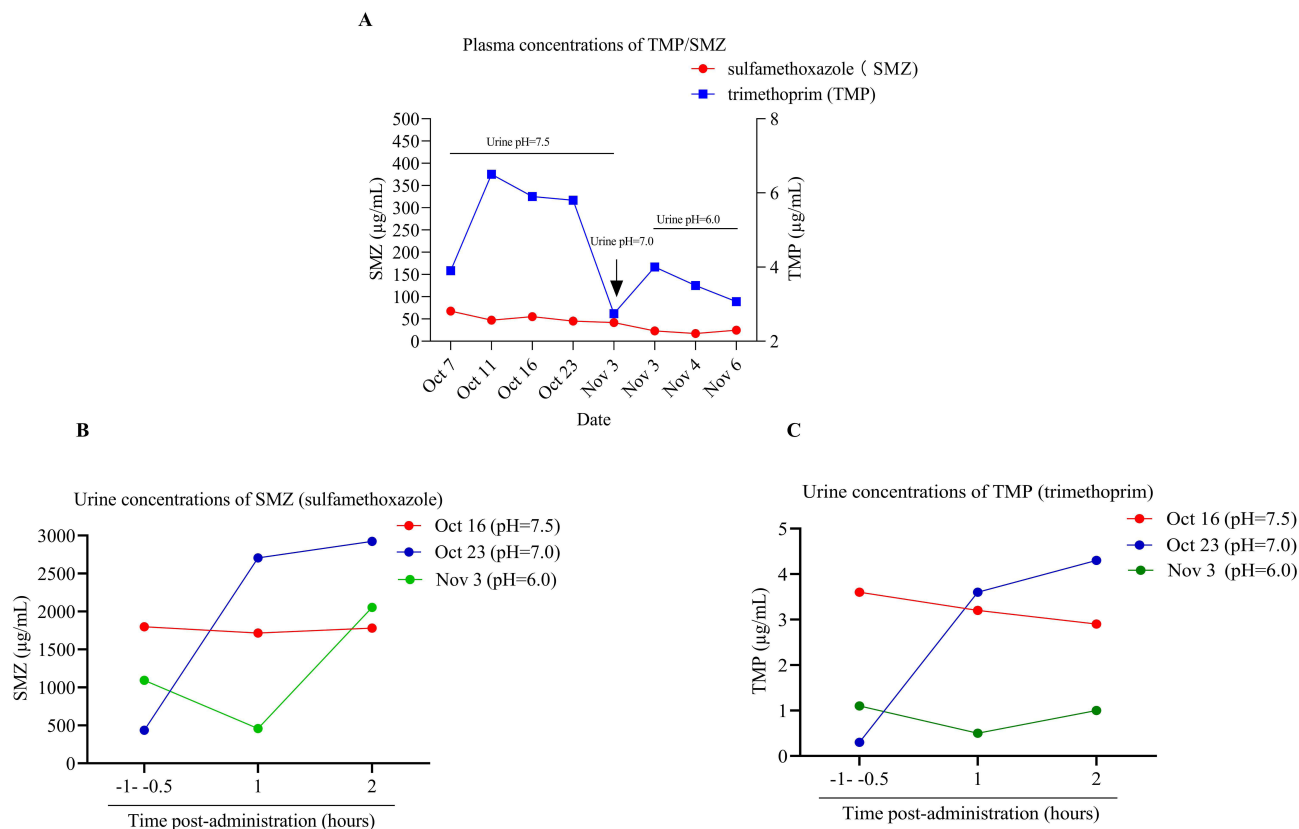 A
Plasma concentrations of TMP/SMZ
sulfamethoxazole ( SMZ)
trimethoprim (TMP)
500
450
400
350
300
250
200
150
100
50
0
SMZ (µg/mL)
8
6
4
2
TMP (µg/mL)
Urine pH=7.5
Urine pH=7.0
Urine pH=6.0
Oct 7
Oct 11
Oct 16
Oct 23
Nov 3
Nov 3
Nov 4
Nov 6
Date
B
Urine concentrations of SMZ (sulfamethoxazole)
Oct 16 (pH=7.5)
Oct 23 (pH=7.0)
Nov 3 (pH=6.0)
3000
2500
2000
1500
1000
500
0
SMZ (µg/mL)
-1- -0.5 1 2
Time post-administration (hours)
C
Urine concentrations of TMP (trimethoprim)
Oct 16 (pH=7.5)
Oct 23 (pH=7.0)
Nov 3 (pH=6.0)
5
4
3
2
1
0
TMP (µg/mL)
-1- -0.5 1 2
Time post-administration (hours)